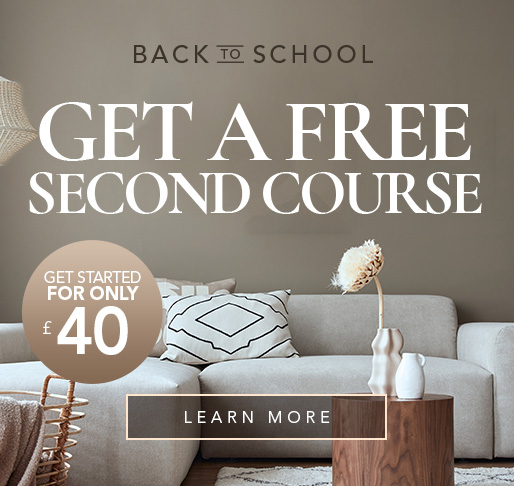 BACK TO SCHOOL
GET A FREE
SECOND COURSE
GET STARTED
FOR ONLY
£40
LEARN MORE